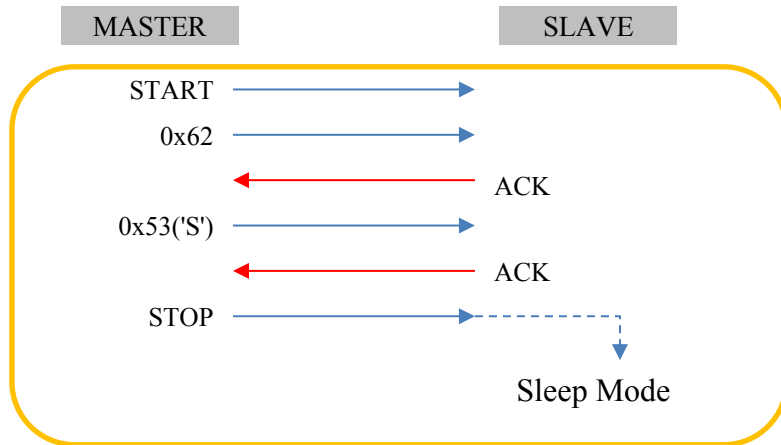 MASTER SLAVE
START
0x62
ACK
0x53('S')
ACK
STOP
Sleep Mode